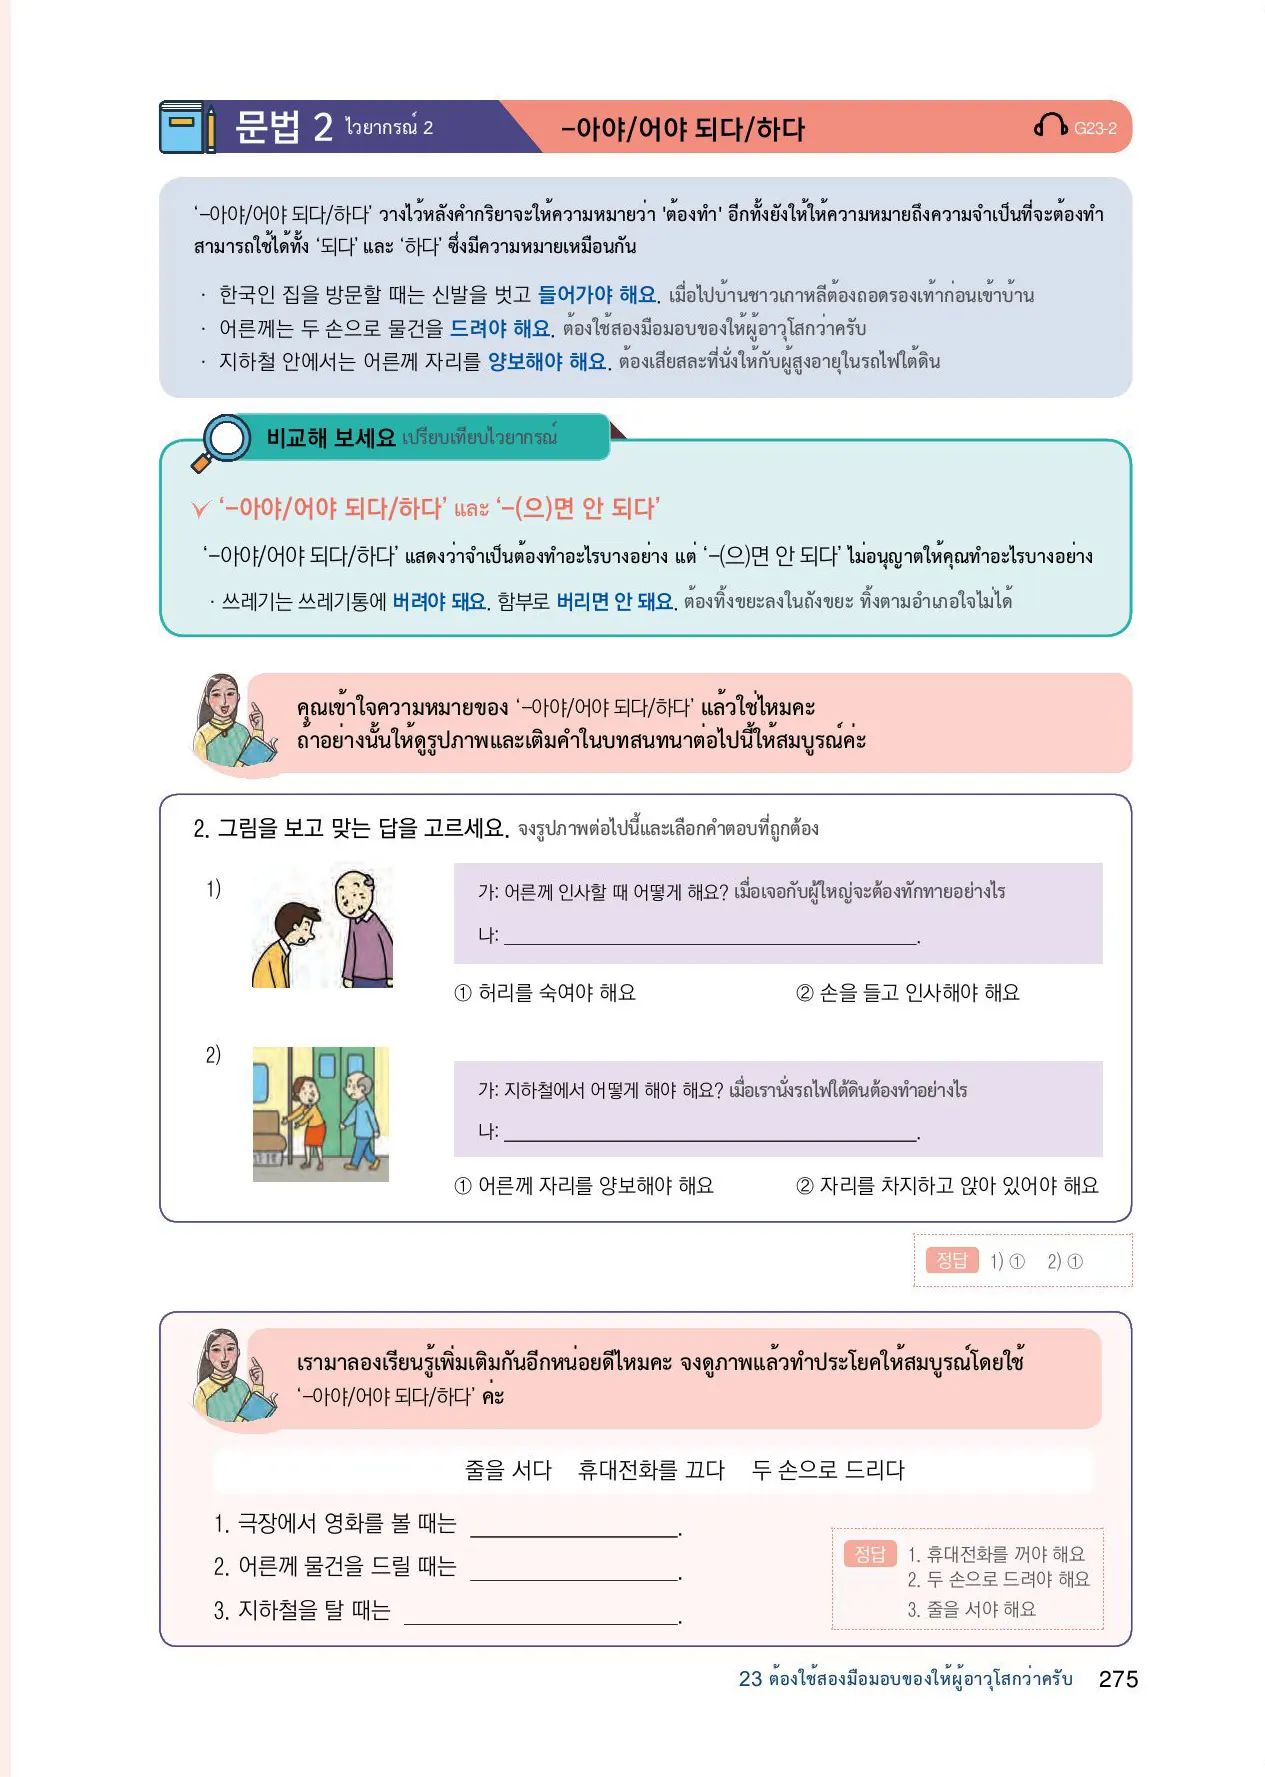 문법 2 ไวยากรณ์ 2 -아야/어야 되다/하다 G23-2
‘-아야/어야 되다/하다’ วางไว้หลังคำกริยาจะให้ความหมายว่า 'ต้องทำ' อีกทั้งยังให้ให้ความหมายถึงความจำเป็นที่จะต้องทำ
สามารถใช้ได้ทั้ง ‘되다’ และ ‘하다’ ซึ่งมีความหมายเหมือนกัน
· 한국인 집을 방문할 때는 신발을 벗고 들어가야 해요. เมื่อไปบ้านชาวเกาหลีต้องถอดรองเท้าก่อนเข้าบ้าน
· 어른께는 두 손으로 물건을 드려야 해요. ต้องใช้สองมือมอบของให้ผู้อาวุโสกว่าครับ
· 지하철 안에서는 어른께 자리를 양보해야 해요. ต้องเสียสละที่นั่งให้กับผู้สูงอายุในรถไฟใต้ดิน
비교해 보세요 เปรียบเทียบไวยากรณ์
‘-아야/어야 되다/하다’ และ ‘-(으)면 안 되다’
‘-아야/어야 되다/하다’ แสดงว่าจำเป็นต้องทำอะไรบางอย่าง แต่ ‘-(으)면 안 되다’ ไม่อนุญาตให้คุณทำอะไรบางอย่าง
· 쓰레기는 쓰레기통에 버려야 돼요. 함부로 버리면 안 돼요. ต้องทิ้งขยะลงในถังขยะ ทิ้งตามอำเภอใจไม่ได้
คุณเข้าใจความหมายของ ‘-아야/어야 되다/하다’ แล้วใช่ไหมคะ
ถ้าอย่างนั้นให้ดูรูปภาพและเติมคำในบทสนทนาต่อไปนี้ให้สมบูรณ์ค่ะ
2. 그림을 보고 맞는 답을 고르세요. จงรูปภาพต่อไปนี้และเลือกคำตอบที่ถูกต้อง
1)
가: 어른께 인사할 때 어떻게 해요? เมื่อเจอกับผู้ใหญ่จะต้องทักทายอย่างไร
나: ____________________.
① 허리를 숙여야 해요 ② 손을 들고 인사해야 해요
2)
가: 지하철에서 어떻게 해야 해요? เมื่อเรานั่งรถไฟใต้ดินต้องทำอย่างไร
나: ____________________.
① 어른께 자리를 양보해야 해요 ② 자리를 차지하고 앉아 있어야 해요
정답 1) ① 2) ①
เรามาลองเรียนรู้เพิ่มเติมกันอีกหน่อยดีไหมคะ จงดูภาพแล้วทำประโยคให้สมบูรณ์โดยใช้
‘-아야/어야 되다/하다’ ค่ะ
줄을 서다 휴대전화를 끄다 두 손으로 드리다
1. 극장에서 영화를 볼 때는 ____________________.
2. 어른께 물건을 드릴 때는 ____________________.
3. 지하철을 탈 때는 ____________________.
정답 1. 휴대전화를 꺼야 해요
2. 두 손으로 드려야 해요
3. 줄을 서야 해요
23 ต้องใช้สองมือมอบของให้ผู้อาวุโสกว่าครับ 275